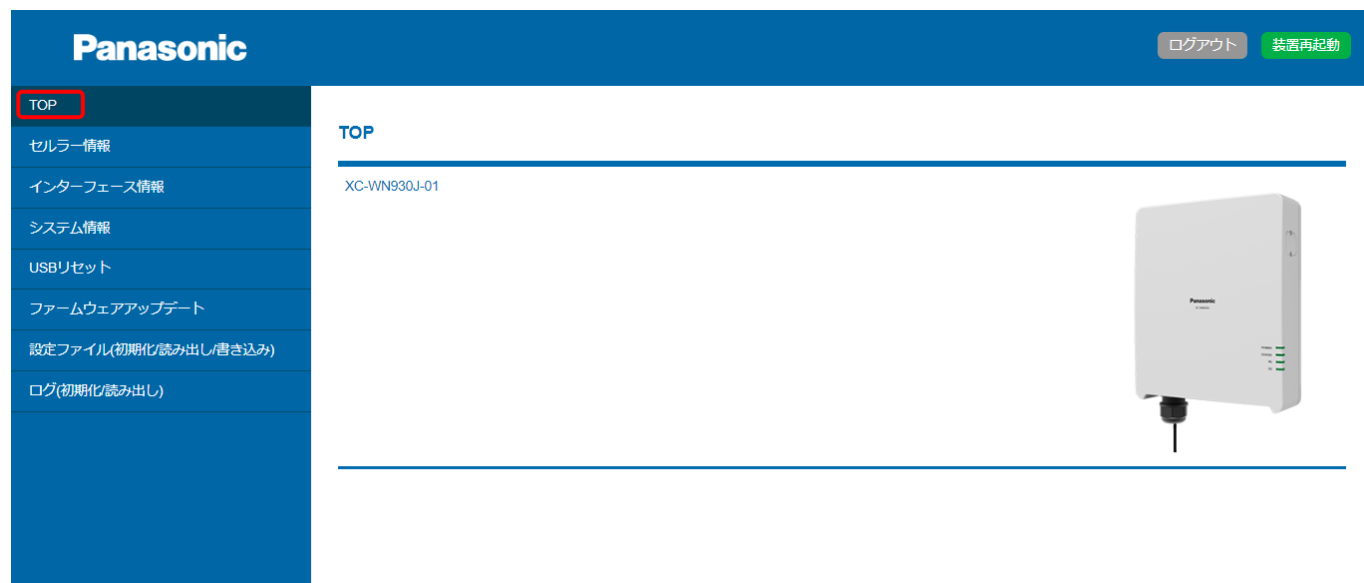 Panasonic
ログアウト
装置再起動
TOP
セルラー情報
インターフェース情報
システム情報
USBリセット
ファームウェアアップデート
設定ファイル(初期化/読み出し/書き込み)
ログ(初期化/読み出し)
TOP
XC-WN930J-01
Panasonic